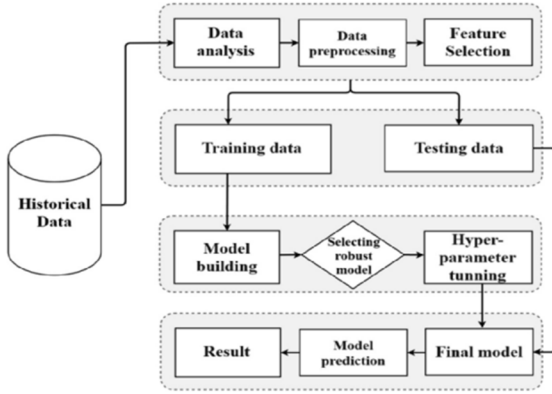 Data
analysis
Data
preprocessing
Feature
Selection
Training data
Testing data
Historical
Data
Model
building
Selecting
robust
model
Hyper-
parameter
tunning
Result
Model
prediction
Final model